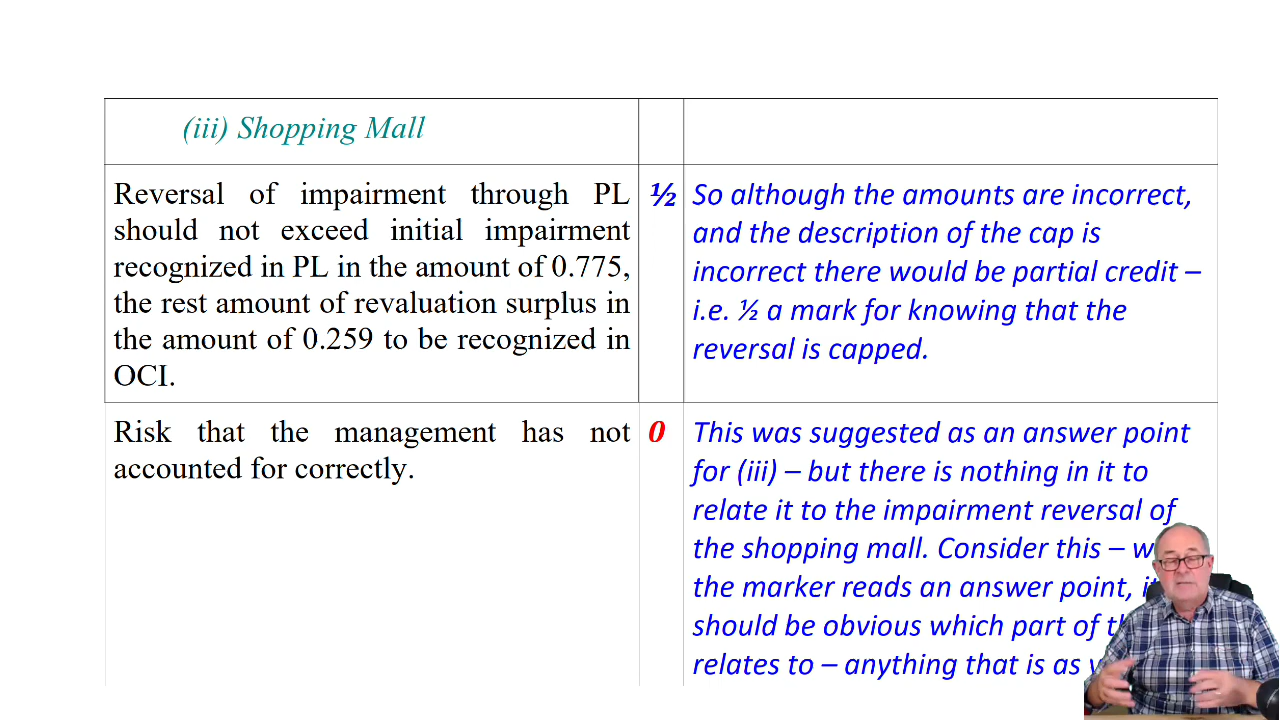 (iii) Shopping Mall
Reversal of impairment through PL
should not exceed initial impairment
recognized in PL in the amount of 0.775,
the rest amount of revaluation surplus in
the amount of 0.259 to be recognized in
OCI.
½
So although the amounts are incorrect,
and the description of the cap is
incorrect there would be partial credit –
i.e. ½ a mark for knowing that the
reversal is capped.
Risk that the management has not
accounted for correctly.
0
This was suggested as an answer point
for (iii) – but there is nothing in it to
relate it to the impairment reversal of
the shopping mall. Consider this –
the marker reads an answer point,
should be obvious which part of
relates to – anything that is as